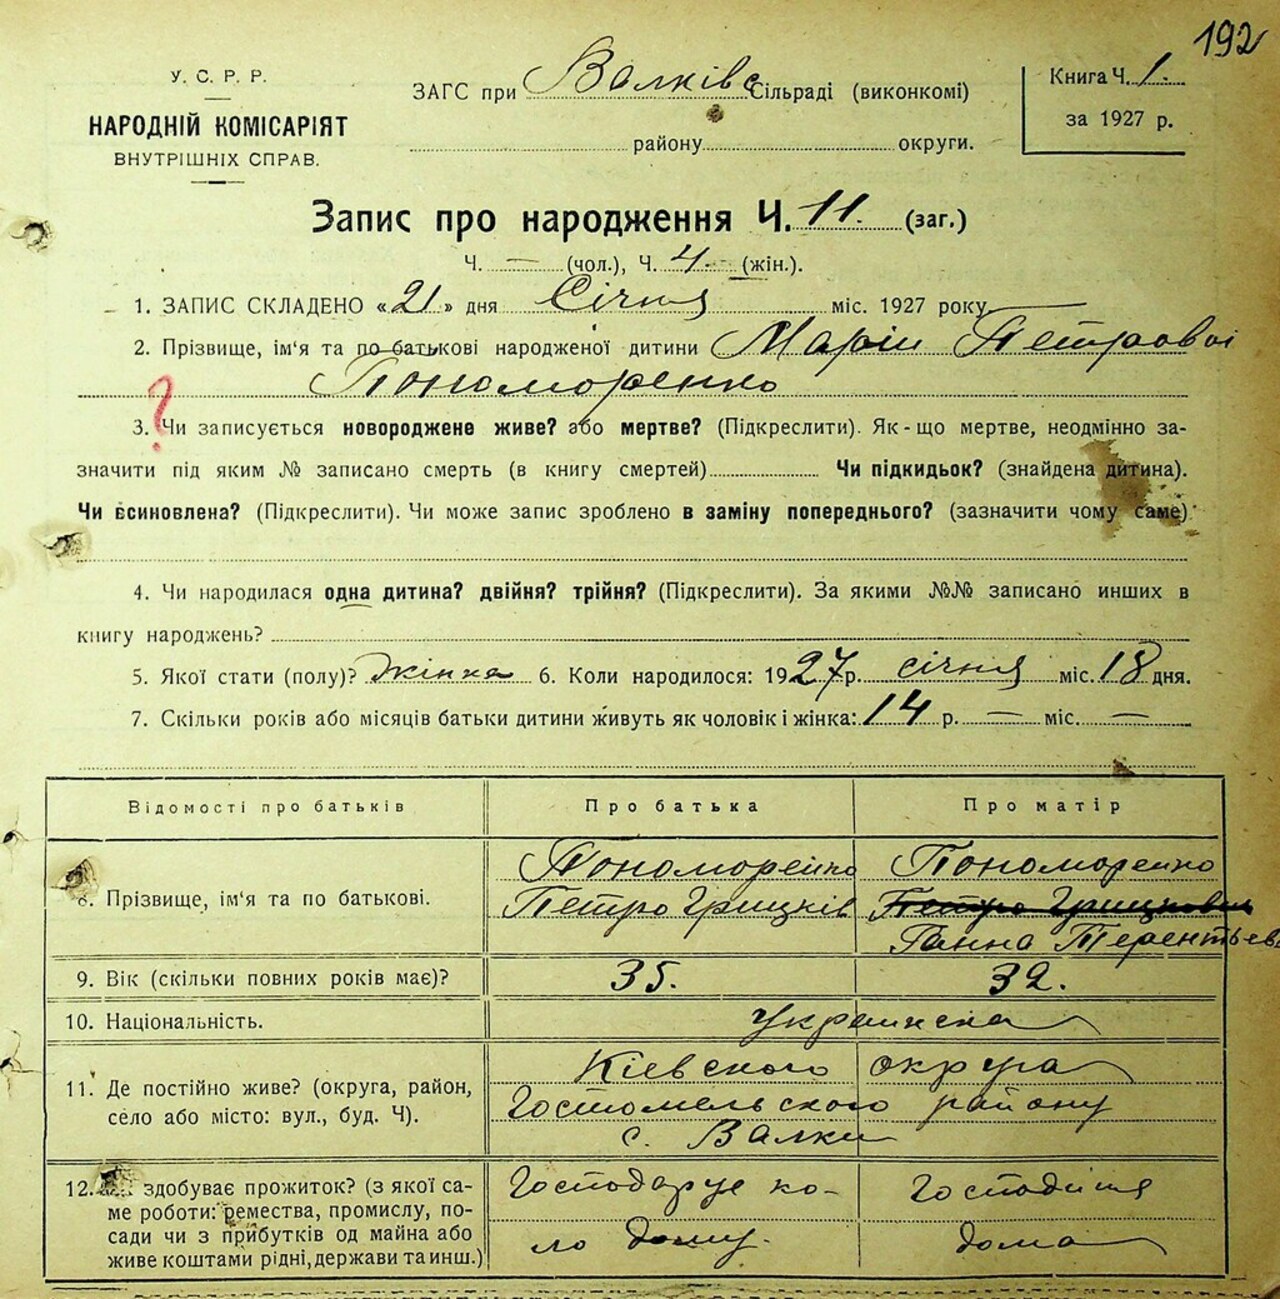 192
У. С. Р. Р.
НАРОДНІЙ КОМІСАРІЯТ
ВНУТРІШНІХ СПРАВ.
ЗАГС при Валківс Сільраді (виконкомі)
району округи.
Книга Ч. 1.
за 1927 р.
Запис про народження Ч. 11. (заг.)
Ч. — (чол.), Ч. 4. (жін.).
1. ЗАПИС СКЛАДЕНО «21» дня Січня міс. 1927 року
2. Прізвище, ім'я та по батькові народженої дитини Марія Петровоі
Пономоренко
?
3. Чи записується новороджене живе? або мертве? (Підкреслити). Як-що мертве, неодмінно за-
значити під яким № записано смерть (в книгу смертей) Чи підкидьок? (знайдена дитина).
Чи всиновлена? (Підкреслити). Чи може запис зроблено в заміну попереднього? (зазначити чому саме)
4. Чи народилася одна дитина? двійня? трійня? (Підкреслити). За якими №№ записано инших в
книгу народжень?
5. Якої стати (полу)? жінка 6. Коли народилося: 1927 р. січня міс. 18 дня.
7. Скільки років або місяців батьки дитини живуть як чоловік і жінка: 14 р. — міс. —
Відомості про батьків Про батька Про матір
8. Прізвище, ім'я та по батькові.
Пономоренко Пономоренко
Петро Грицків Петро Грицкович
Ганна Терентьев
9. Вік (скільки повних років має)? 35. 32.
10. Національність. Украинска
11. Де постійно живе? (округа, район,
село або місто: вул., буд. Ч).
Кіевского округа
Гостомельского району
с. Валки
12. здобуває прожиток? (з якої са-
ме роботи: ремества, промислу, по-
сади чи з прибутків од майна або
живе коштами рідні, держави та инш.)
Господарує ко-
ло дому.
Господиня
дома